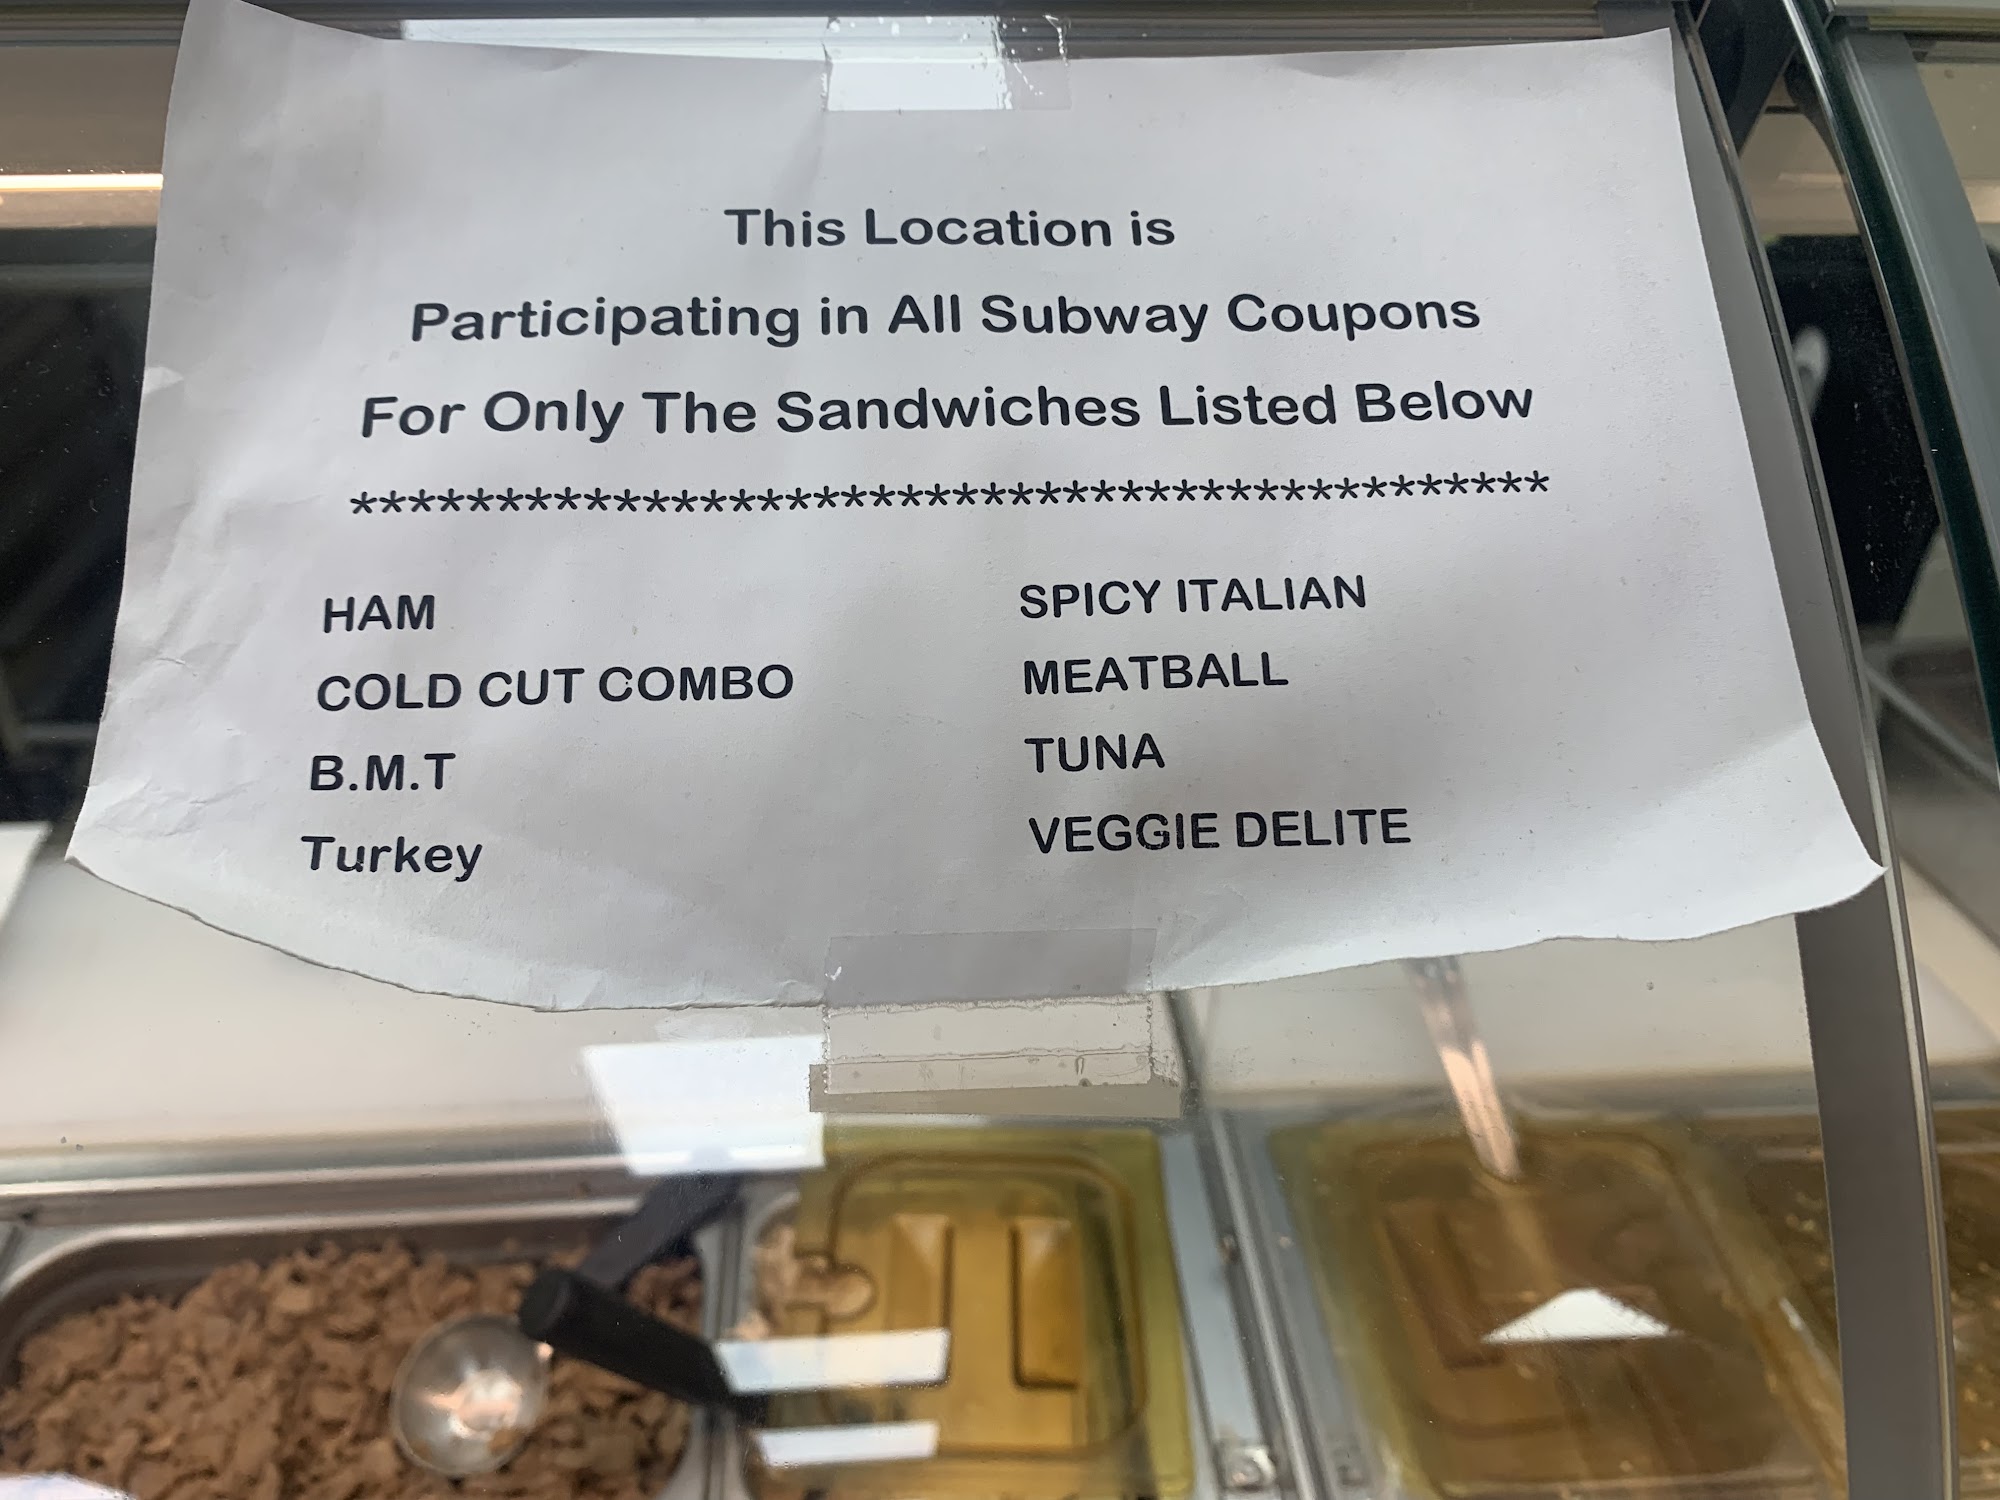 This Location is
Participating in All Subway Coupons
For Only The Sandwiches Listed Below
******************************************
HAM
COLD CUT COMBO
B.M.T
Turkey
SPICY ITALIAN
MEATBALL
TUNA
VEGGIE DELITE